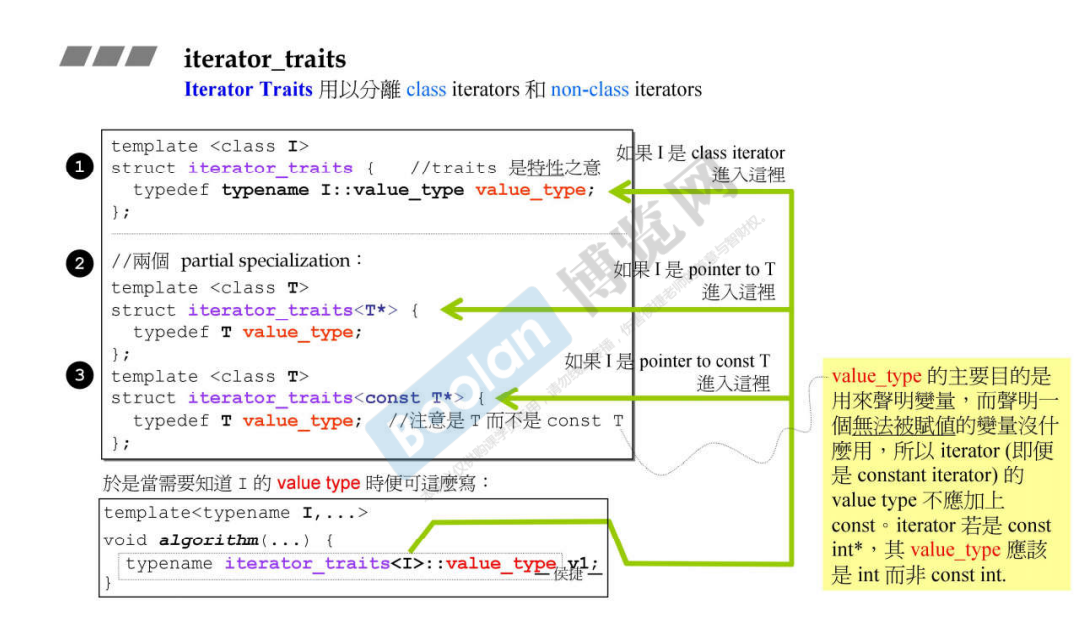 iterator_traits
Iterator Traits 用以分離 class iterators 和 non-class iterators
1
template <class I>
struct iterator_traits { //traits 是特性之意
typedef typename I::value_type value_type;
};
如果 I 是 class iterator
進入這裡
2
//兩個 partial specialization：
template <class T>
struct iterator_traits<T*> {
typedef T value_type;
};
如果 I 是 pointer to T
進入這裡
3
template <class T>
struct iterator_traits<const T*> {
typedef T value_type; //注意是 T 而不是 const T
};
如果 I 是 pointer to const T
進入這裡
於是當需要知道 I 的 value type 時便可這麼寫：
template<typename I,...>
void algorithm(...) {
typename iterator_traits<I>::value_type v1;
}
— 侯捷 —
value_type 的主要目的是
用來聲明變量，而聲明一
個無法被賦值的變量沒什
麼用，所以 iterator (即便
是 constant iterator) 的
value type 不應加上
const。iterator 若是 const
int*，其 value_type 應該
是 int 而非 const int.
boolan
博览网